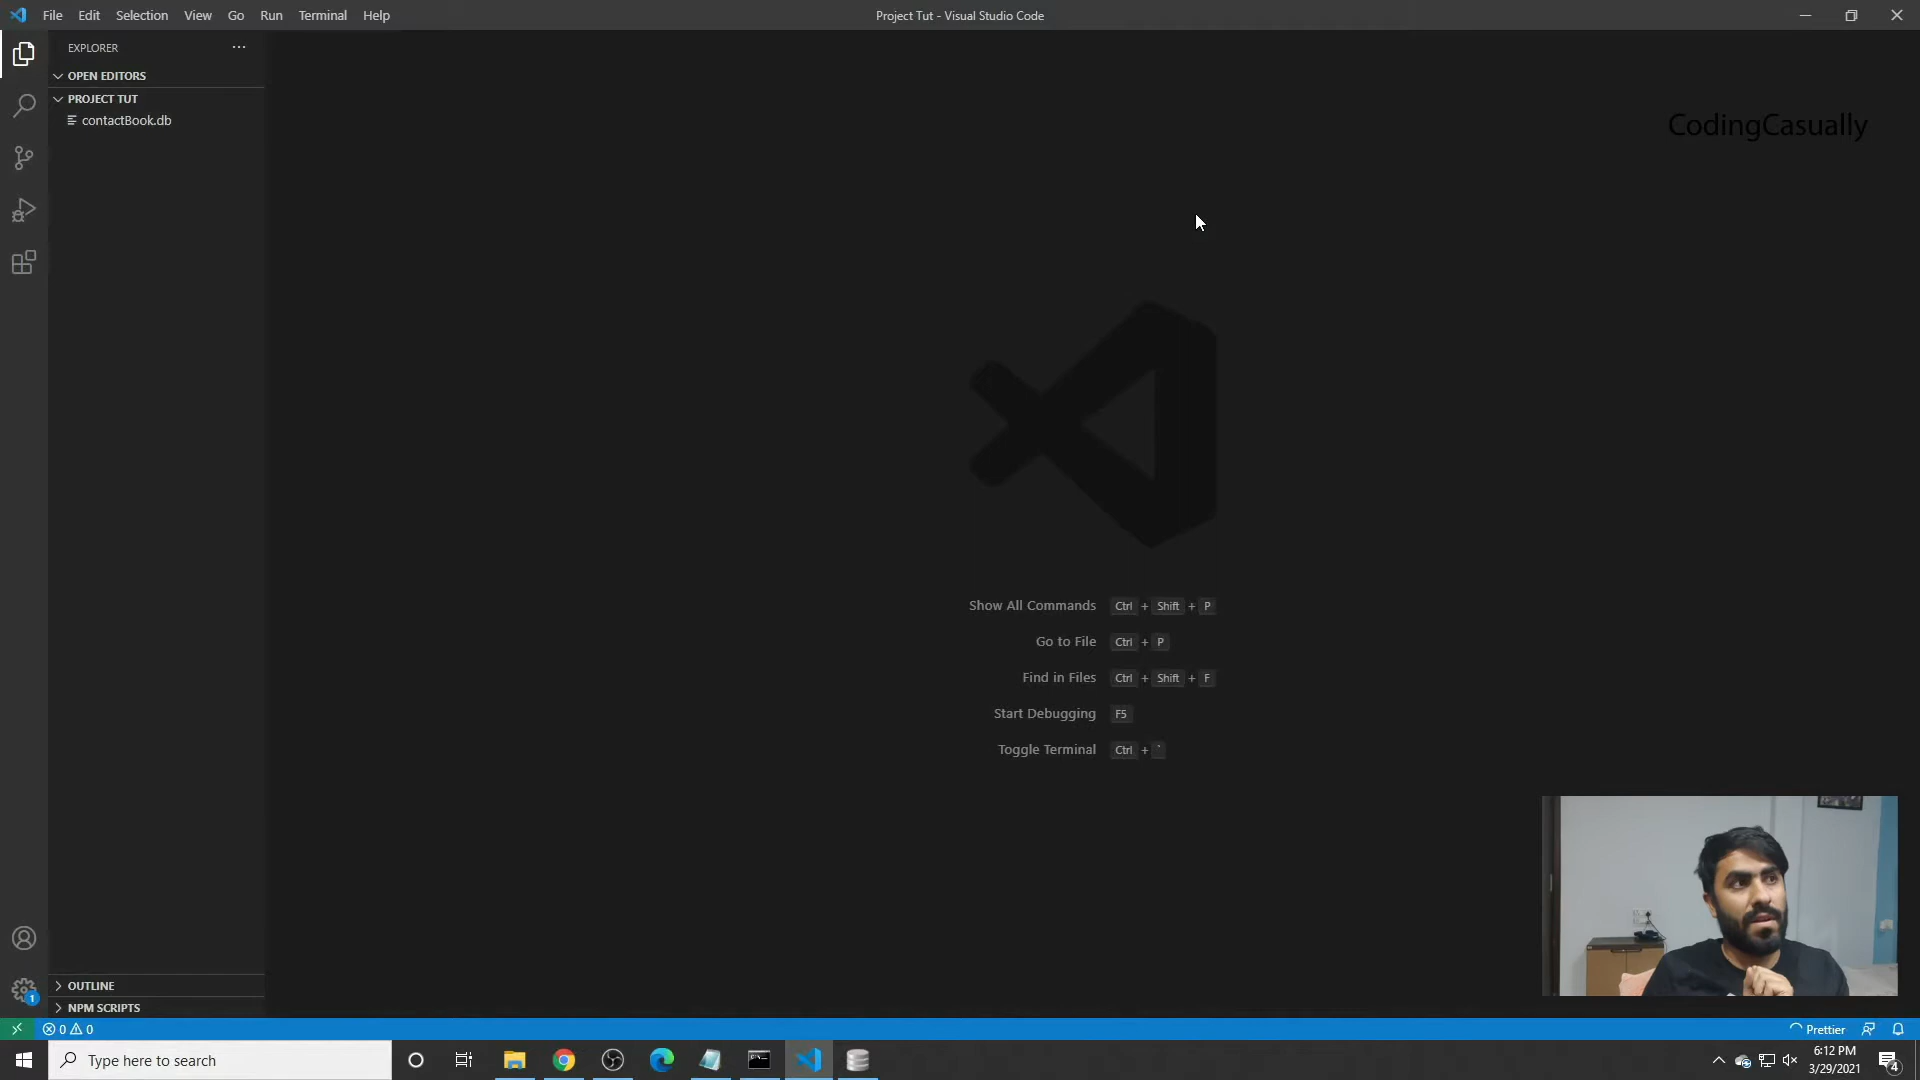 File Edit Selection View Go Run Terminal Help
Project Tut - Visual Studio Code
EXPLORER ...
OPEN EDITORS
PROJECT TUT
contactBook.db
CodingCasually
Show All Commands Ctrl + Shift + P
Go to File Ctrl + P
Find in Files Ctrl + Shift + F
Start Debugging F5
Toggle Terminal Ctrl + `
OUTLINE
NPM SCRIPTS
1
0 0
Prettier
Type here to search
6:12 PM
3/29/2021
4